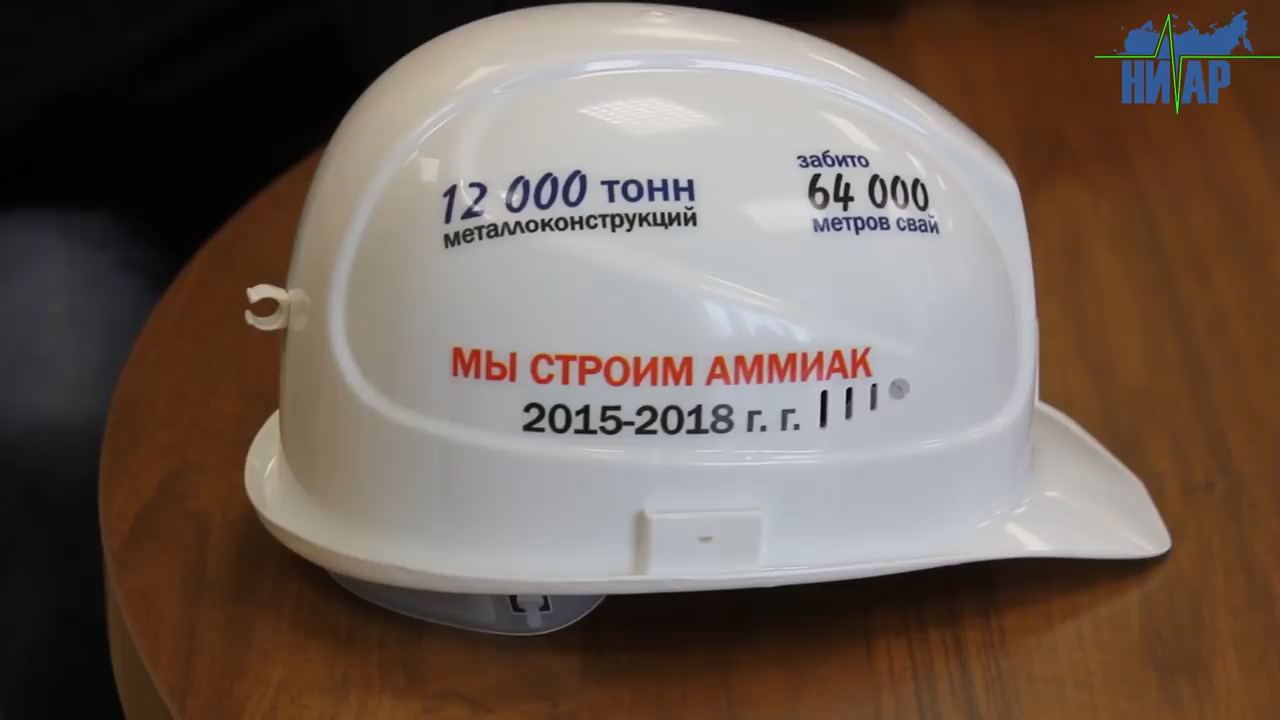 НИАР
12 000 тонн
металлоконструкций
забито
64 000
метров свай
МЫ СТРОИМ АММИАК
2015-2018 г. г.